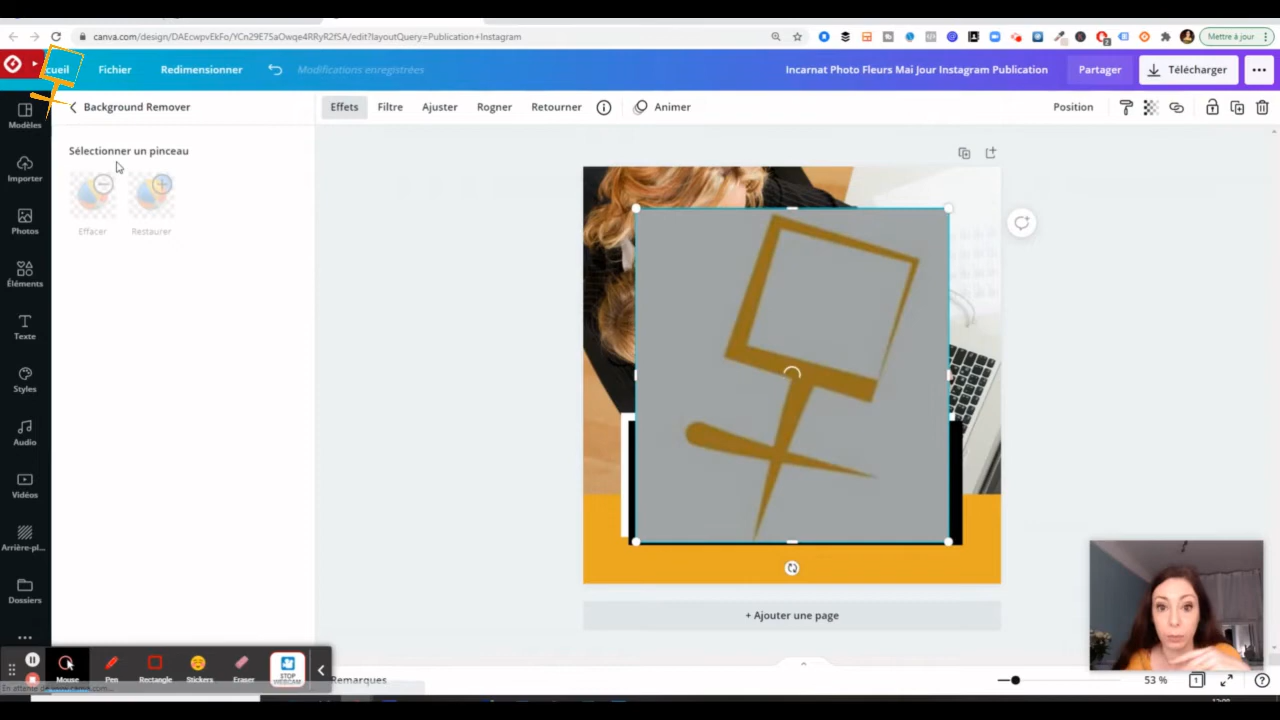 canva.com/design/DAEcwpvEkFo/YCn29E75aOwqe4RRyR2fSA/edit?layoutQuery=Publication+Instagram
Mettre à jour
cueil
Fichier
Redimensionner
Modifications enregistrées
Incarnat Photo Fleurs Mai Jour Instagram Publication
Partager
Télécharger
Background Remover
Effets
Filtre
Ajuster
Rogner
Retourner
Animer
Position
Modèles
Importer
Photos
Éléments
Texte
Styles
Audio
Vidéos
Arrière-pl...
Dossiers
Sélectionner un pinceau
Effacer
Restaurer
+ Ajouter une page
Mouse
Pen
Rectangle
Stickers
Eraser
STOP
WEBCAM
Remarques
53 %
1